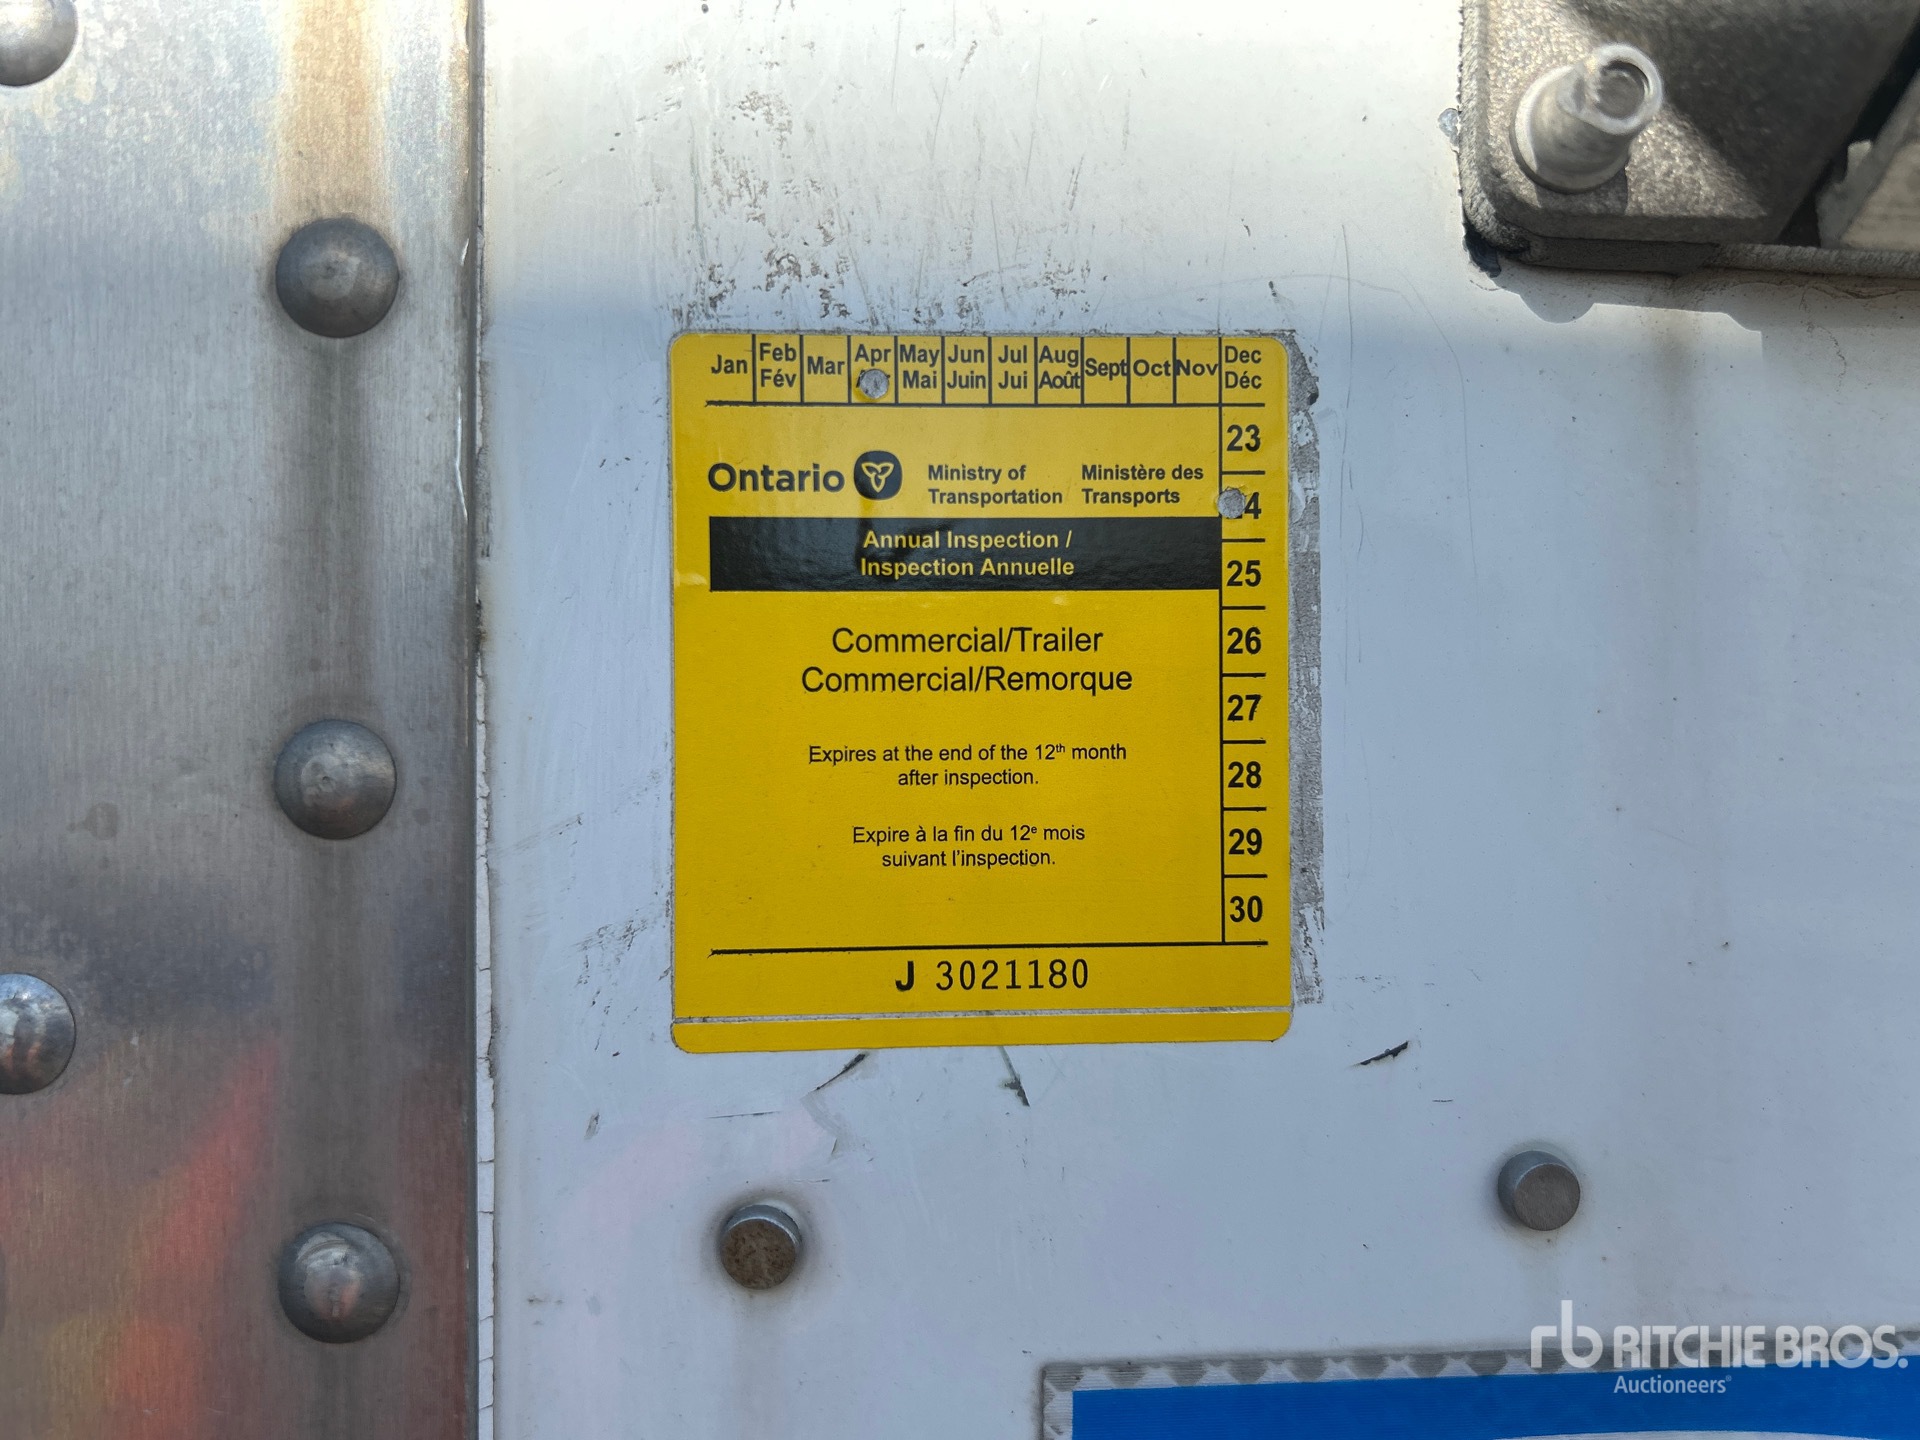 Jan Feb Mar Apr May Jun Jul Aug Sept Oct Nov Dec
Fév Mai Juin Jui Août Déc
23
Ontario Ministry of Ministère des
Transportation Transports
Annual Inspection /
Inspection Annuelle
25
Commercial/Trailer
26
Commercial/Remorque
27
Expires at the end of the 12th month
after inspection.
28
Expire à la fin du 12e mois
suivant l'inspection.
29
30
J 3021180
rb RITCHIE BROS.
Auctioneers